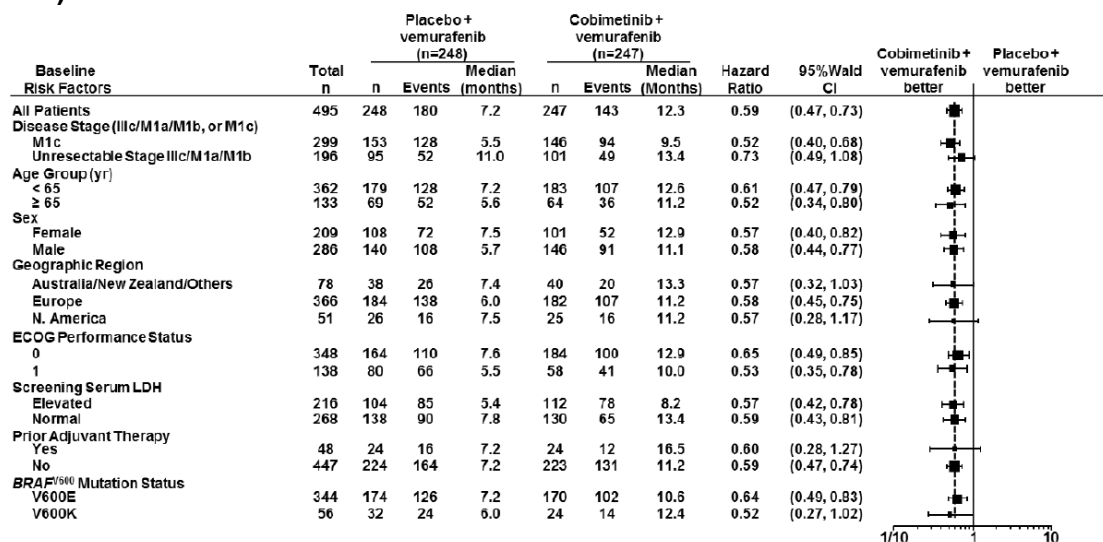 Placebo + Cobimetinib +
vemurafenib vemurafenib
(n=248) (n=247) Cobimetinib + Placebo +
Baseline Total Median Median Hazard 95%Wald vemurafenib vemurafenib
Risk Factors n n Events (months) n Events (Months) Ratio CI better better
All Patients 495 248 180 7.2 247 143 12.3 0.59 (0.47, 0.73)
Disease Stage (IIIc/M1a/M1b, or M1c)
M1c 299 153 128 5.5 146 94 9.5 0.52 (0.40, 0.68)
Unresectable Stage IIIc/M1a/M1b 196 95 52 11.0 101 49 13.4 0.73 (0.49, 1.08)
Age Group (yr)
< 65 362 179 128 7.2 183 107 12.6 0.61 (0.47, 0.79)
≥ 65 133 69 52 5.6 64 36 11.2 0.52 (0.34, 0.80)
Sex
Female 209 108 72 7.5 101 52 12.9 0.57 (0.40, 0.82)
Male 286 140 108 5.7 146 91 11.1 0.58 (0.44, 0.77)
Geographic Region
Australia/New Zealand/Others 78 38 26 7.4 40 20 13.3 0.57 (0.32, 1.03)
Europe 366 184 138 6.0 182 107 11.2 0.58 (0.45, 0.75)
N. America 51 26 16 7.5 25 16 11.2 0.57 (0.28, 1.17)
ECOG Performance Status
0 348 164 110 7.6 184 100 12.9 0.65 (0.49, 0.85)
1 138 80 66 5.5 58 41 10.0 0.53 (0.35, 0.78)
Screening Serum LDH
Elevated 216 104 85 5.4 112 78 8.2 0.57 (0.42, 0.78)
Normal 268 138 90 7.8 130 65 13.4 0.59 (0.43, 0.81)
Prior Adjuvant Therapy
Yes 48 24 16 7.2 24 12 16.5 0.60 (0.28, 1.27)
No 447 224 164 7.2 223 131 11.2 0.59 (0.47, 0.74)
BRAFV600 Mutation Status
V600E 344 174 126 7.2 170 102 10.6 0.64 (0.49, 0.83)
V600K 56 32 24 6.0 24 14 12.4 0.52 (0.27, 1.02)
1/10 1 10